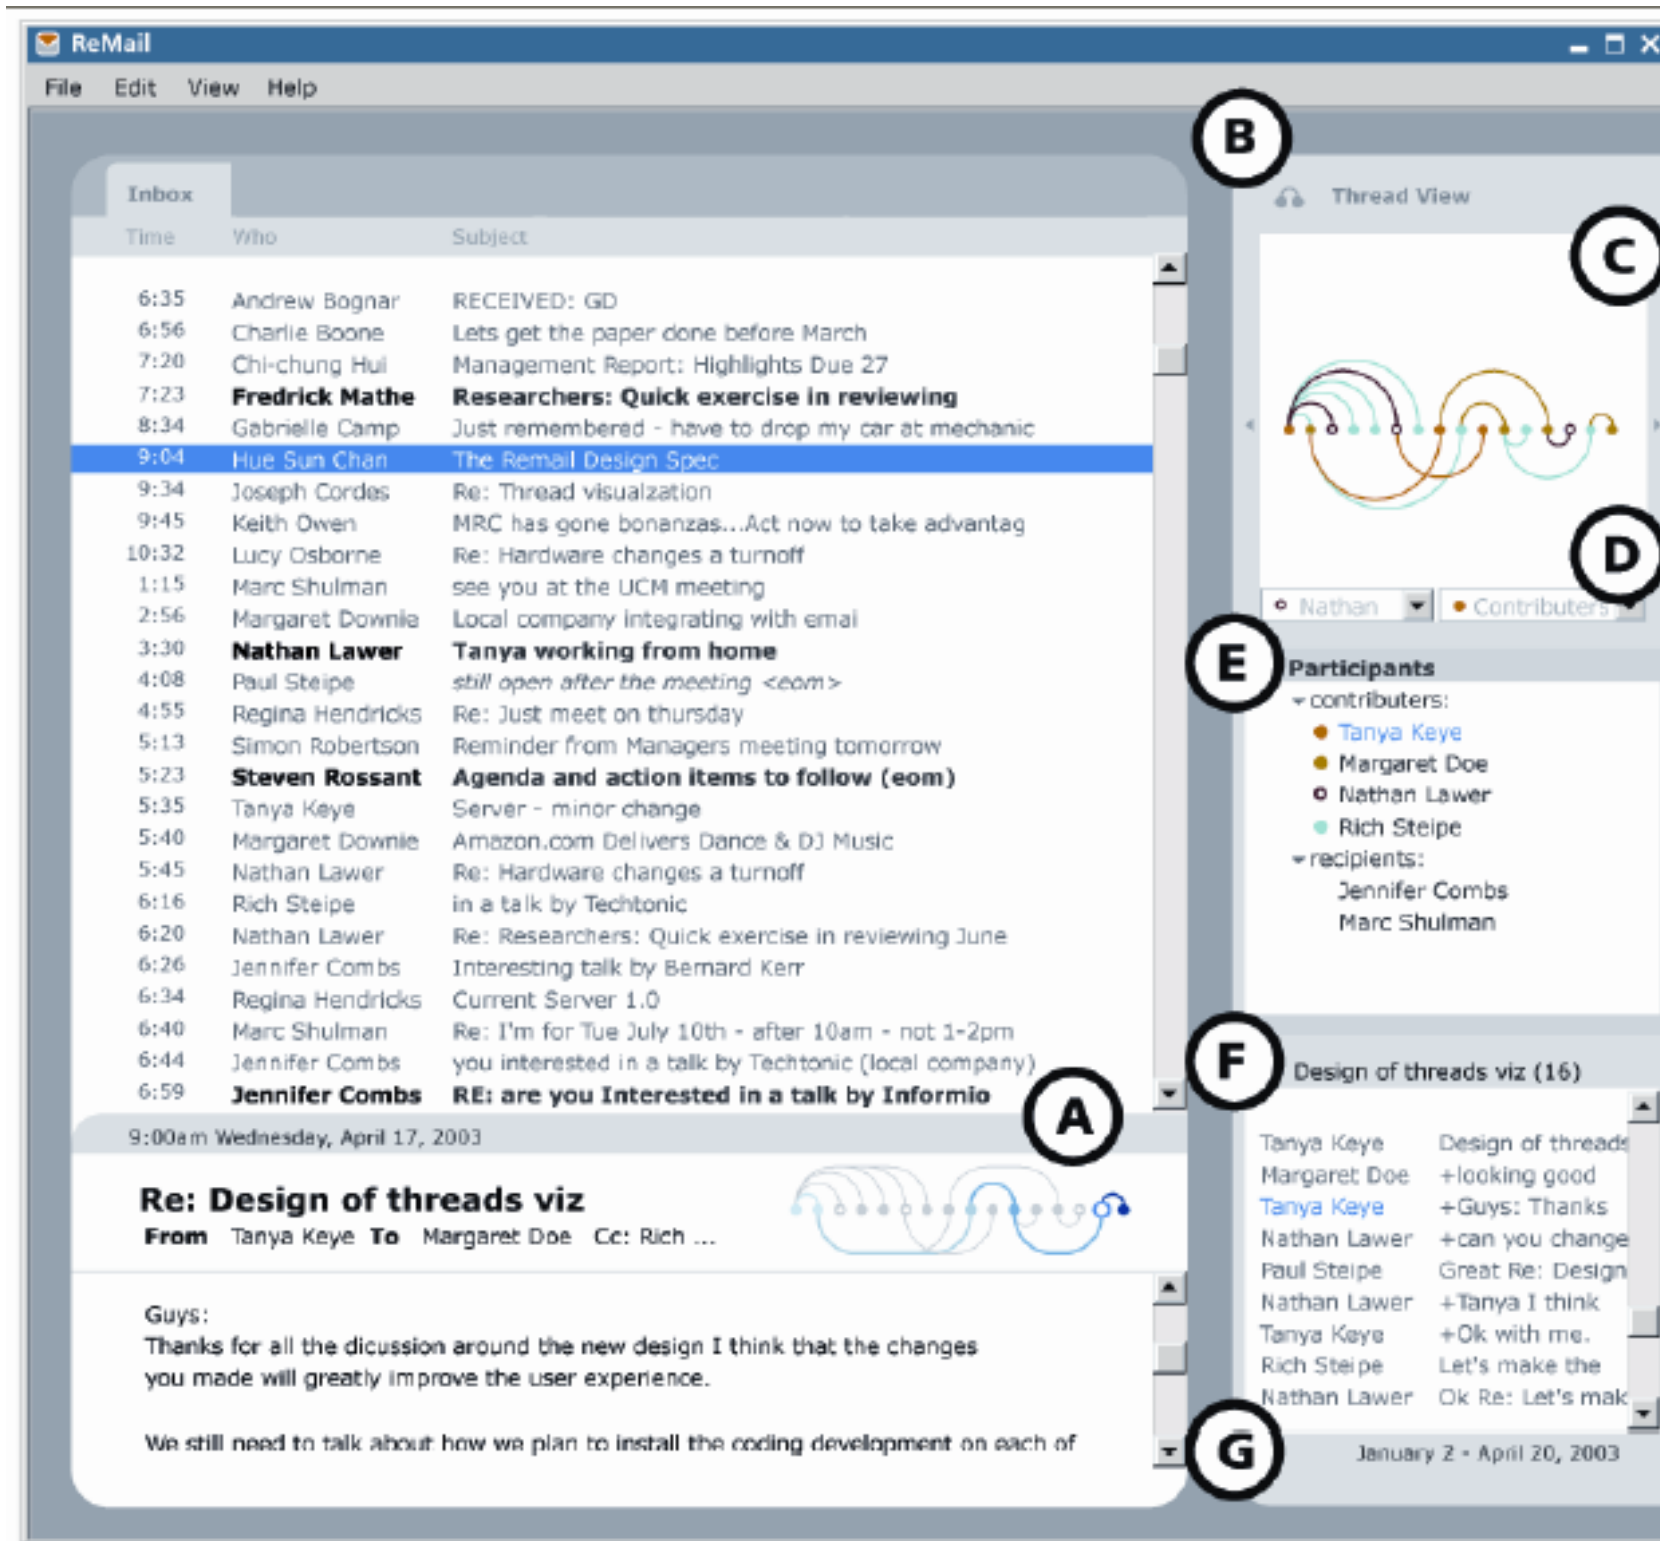 ReMail
File Edit View Help
B
Inbox
Thread View
Time Who Subject
C
6:35 Andrew Bognar RECEIVED: GD
6:56 Charlie Boone Lets get the paper done before March
7:20 Chi-chung Hui Management Report: Highlights Due 27
7:23 Fredrick Mathe Researchers: Quick exercise in reviewing
8:34 Gabrielle Camp Just remembered - have to drop my car at mechanic
9:04 Hue Sun Chan The Remail Design Spec
9:34 Joseph Cordes Re: Thread visualzation
9:45 Keith Owen MRC has gone bonanzas...Act now to take advantag
10:32 Lucy Osborne Re: Hardware changes a turnoff
1:15 Marc Shulman see you at the UCM meeting
2:56 Margaret Downie Local company integrating with emai
3:30 Nathan Lawer Tanya working from home
4:08 Paul Steipe still open after the meeting <eom>
4:55 Regina Hendricks Re: Just meet on thursday
5:13 Simon Robertson Reminder from Managers meeting tomorrow
5:23 Steven Rossant Agenda and action items to follow (eom)
5:35 Tanya Keye Server - minor change
5:40 Margaret Downie Amazon.com Delivers Dance & DJ Music
5:45 Nathan Lawer Re: Hardware changes a turnoff
6:16 Rich Steipe in a talk by Techtonic
6:20 Nathan Lawer Re: Researchers: Quick exercise in reviewing June
6:26 Jennifer Combs Interesting talk by Bernard Kerr
6:34 Regina Hendricks Current Server 1.0
6:40 Marc Shulman Re: I'm for Tue July 10th - after 10am - not 1-2pm
6:44 Jennifer Combs you interested in a talk by Techtonic (local company)
6:59 Jennifer Combs RE: are you Interested in a talk by Informio
A
9:00am Wednesday, April 17, 2003
Re: Design of threads viz
From Tanya Keye To Margaret Doe Cc: Rich ...
Guys:
Thanks for all the dicussion around the new design I think that the changes
you made will greatly improve the user experience.
We still need to talk about how we plan to install the coding development on each of
D
Nathan Contributers
E
Participants
contributers:
Tanya Keye
Margaret Doe
Nathan Lawer
Rich Steipe
recipients:
Jennifer Combs
Marc Shulman
F
Design of threads viz (16)
Tanya Keye Design of threads
Margaret Doe +looking good
Tanya Keye +Guys: Thanks
Nathan Lawer +can you change
Paul Steipe Great Re: Design
Nathan Lawer +Tanya I think
Tanya Keye +Ok with me.
Rich Steipe Let's make the
Nathan Lawer Ok Re: Let's mak
G
January 2 - April 20, 2003